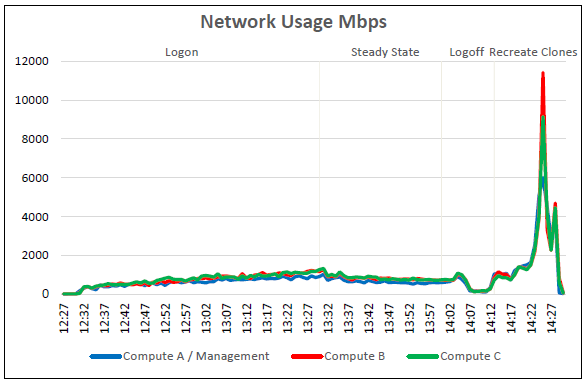 Network Usage Mbps
Logon Steady State Logoff Recreate Clones
12000
10000
8000
6000
4000
2000
0
12:27 12:32 12:37 12:42 12:47 12:52 12:57 13:02 13:07 13:12 13:17 13:22 13:27 13:32 13:37 13:42 13:47 13:52 13:57 14:02 14:07 14:12 14:17 14:22 14:27
Compute A / Management Compute B Compute C